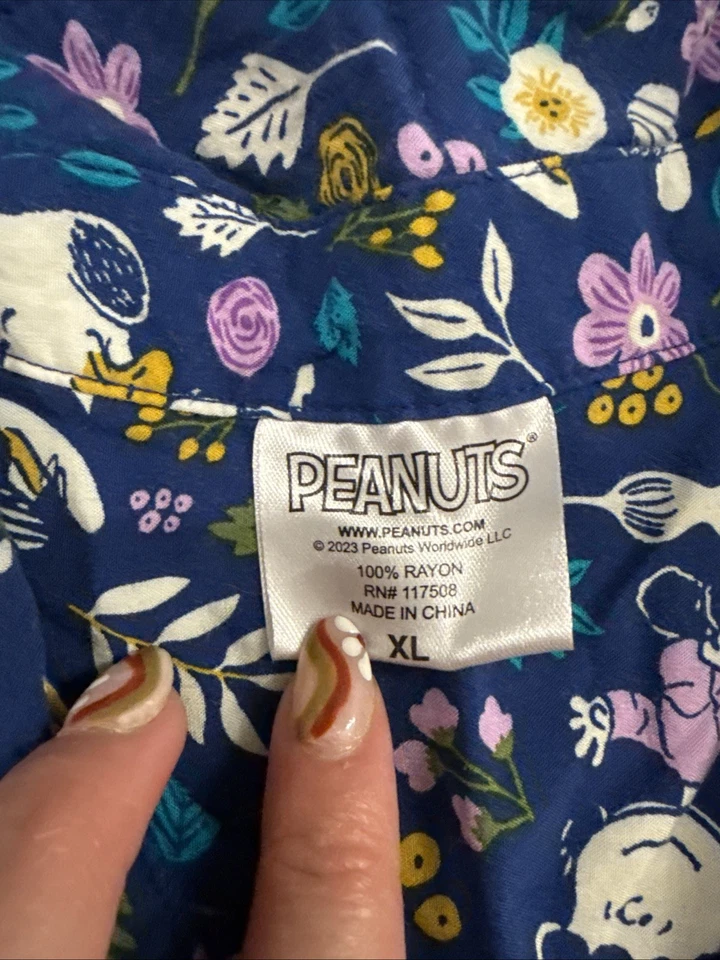 PEANUTS®
WWW.PEANUTS.COM
© 2023 Peanuts Worldwide LLC
100% RAYON
RN# 117508
MADE IN CHINA
XL